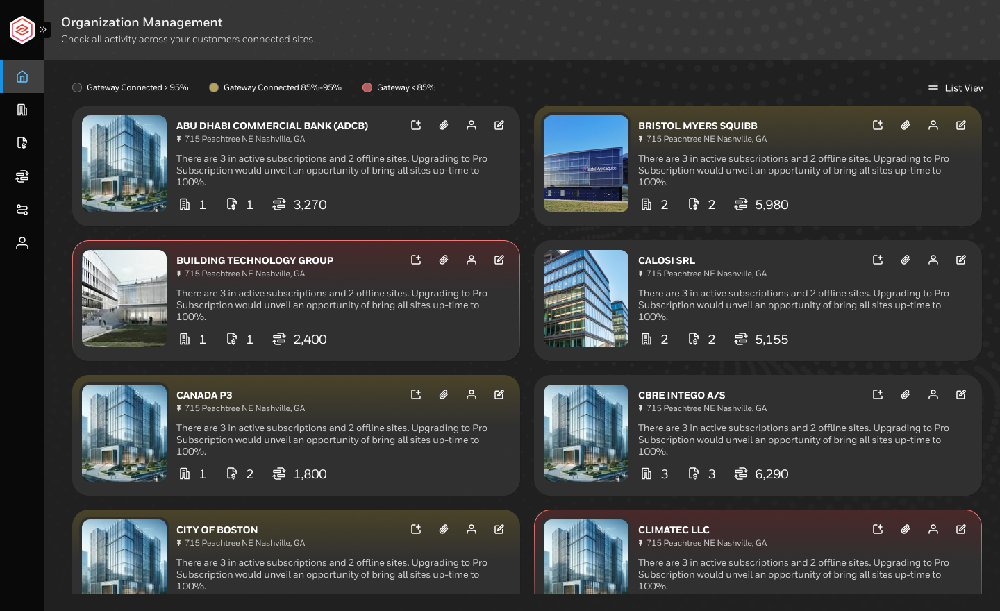 Organization Management
Check all activity across your customers connected sites.
Gateway Connected > 95%
Gateway Connected 85%-95%
Gateway < 85%
List View
ABU DHABI COMMERCIAL BANK (ADCB)
715 Peachtree NE Nashville, GA
There are 3 in active subscriptions and 2 offline sites. Upgrading to Pro
Subscription would unveil an opportunity of bring all sites up-time to
100%.
1 1 3,270
BRISTOL MYERS SQUIBB
715 Peachtree NE Nashville, GA
There are 3 in active subscriptions and 2 offline sites. Upgrading to Pro
Subscription would unveil an opportunity of bring all sites up-time to
100%.
Bristol Myers Squibb
2 2 5,980
BUILDING TECHNOLOGY GROUP
715 Peachtree NE Nashville, GA
There are 3 in active subscriptions and 2 offline sites. Upgrading to Pro
Subscription would unveil an opportunity of bring all sites up-time to
100%.
1 1 2,400
CALOSI SRL
715 Peachtree NE Nashville, GA
There are 3 in active subscriptions and 2 offline sites. Upgrading to Pro
Subscription would unveil an opportunity of bring all sites up-time to
100%.
2 2 5,155
CANADA P3
715 Peachtree NE Nashville, GA
There are 3 in active subscriptions and 2 offline sites. Upgrading to Pro
Subscription would unveil an opportunity of bring all sites up-time to
100%.
1 2 1,800
CBRE INTEGO A/S
715 Peachtree NE Nashville, GA
There are 3 in active subscriptions and 2 offline sites. Upgrading to Pro
Subscription would unveil an opportunity of bring all sites up-time to
100%.
3 3 6,290
CITY OF BOSTON
715 Peachtree NE Nashville, GA
There are 3 in active subscriptions and 2 offline sites. Upgrading to Pro
Subscription would unveil an opportunity of bring all sites up-time to
100%.
CLIMATEC LLC
715 Peachtree NE Nashville, GA
There are 3 in active subscriptions and 2 offline sites. Upgrading to Pro
Subscription would unveil an opportunity of bring all sites up-time to
100%.